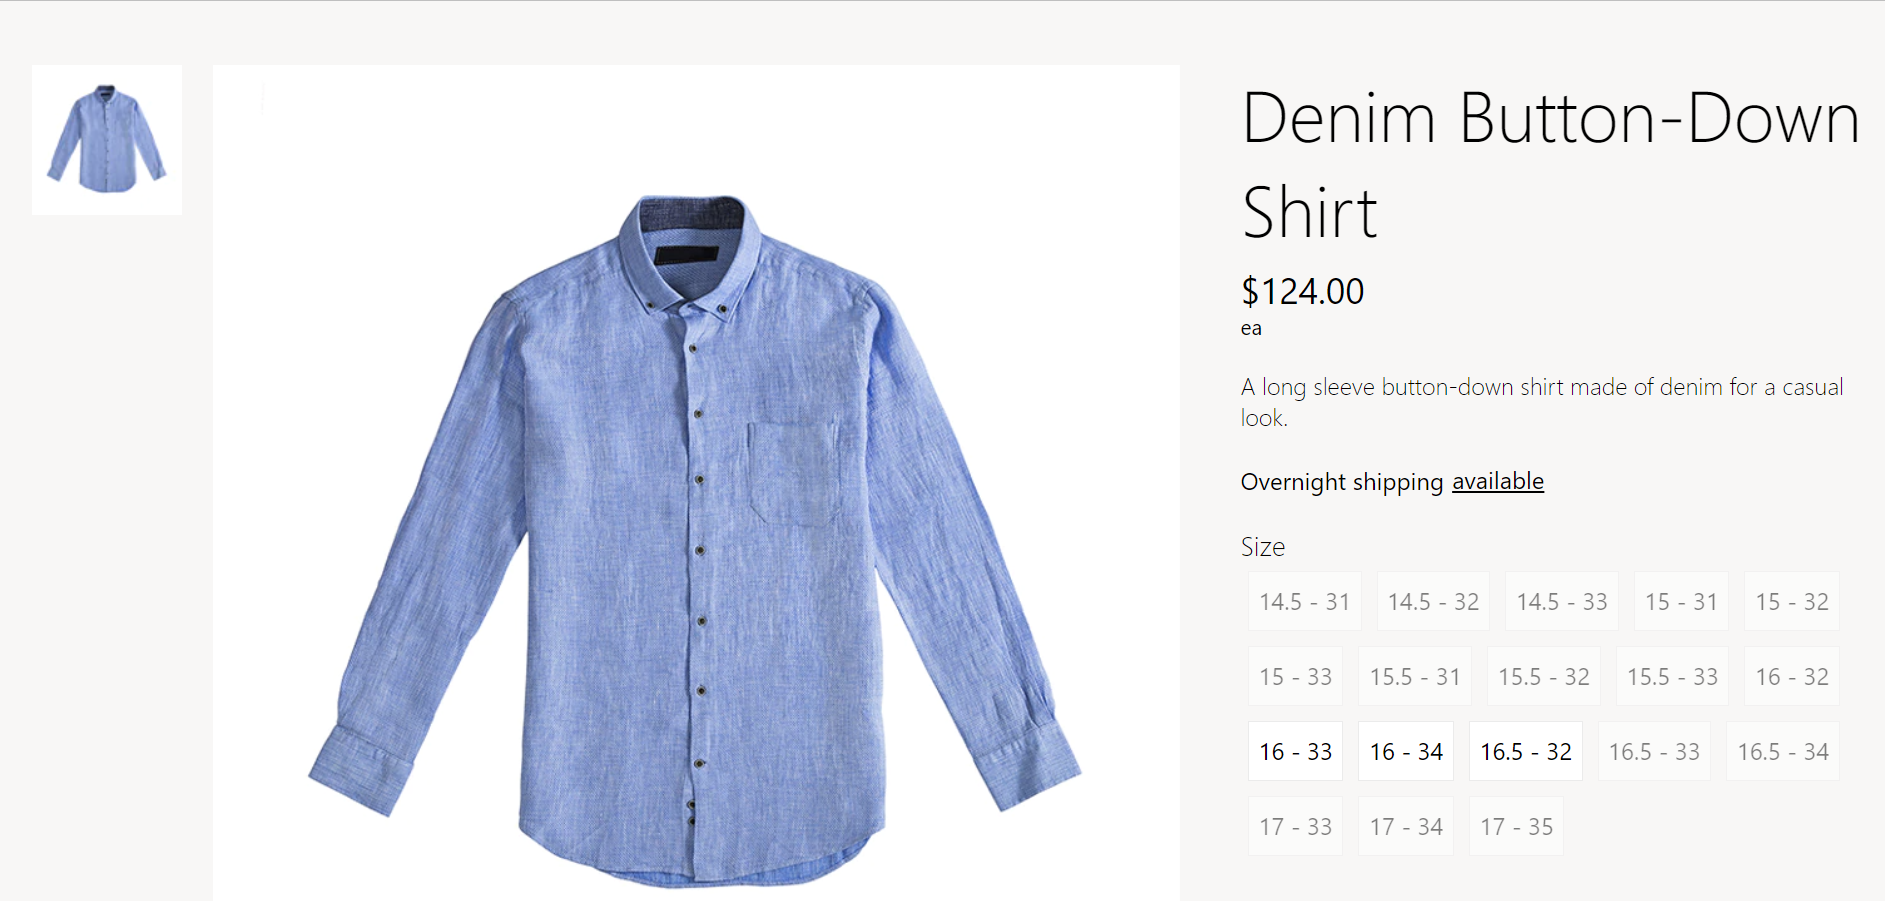 Denim Button-Down
Shirt
$124.00
ea
A long sleeve button-down shirt made of denim for a casual
look.
Overnight shipping available
Size
14.5 - 31 14.5 - 32 14.5 - 33 15 - 31 15 - 32
15 - 33 15.5 - 31 15.5 - 32 15.5 - 33 16 - 32
16 - 33 16 - 34 16.5 - 32 16.5 - 33 16.5 - 34
17 - 33 17 - 34 17 - 35